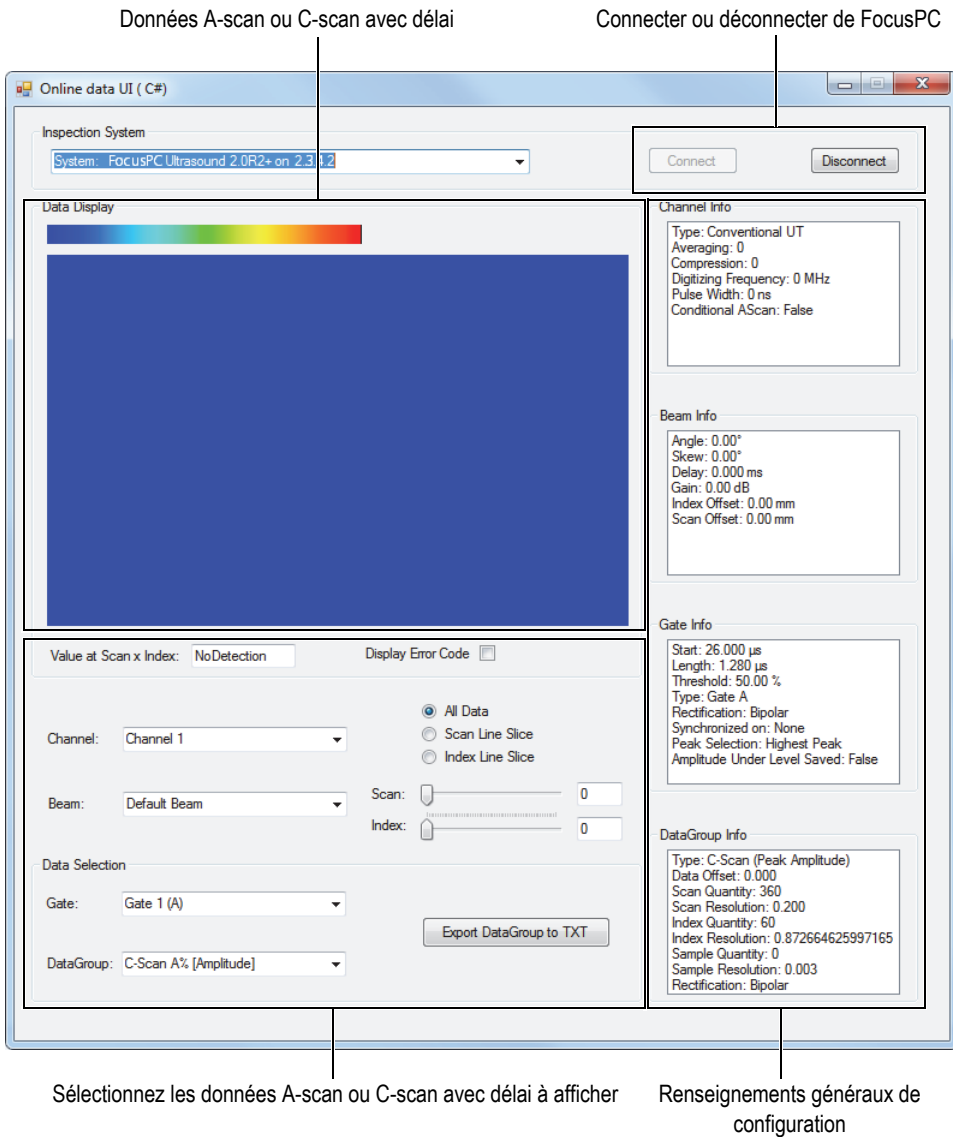 Données A-scan ou C-scan avec délai
Connecter ou déconnecter de FocusPC
Online data UI ( C#)
Inspection System
System: FocusPC Ultrasound 2.0R2+ on 2.3.4.2
Connect
Disconnect
Data Display
Channel Info
Type: Conventional UT
Averaging: 0
Compression: 0
Digitizing Frequency: 0 MHz
Pulse Width: 0 ns
Conditional AScan: False
Beam Info
Angle: 0.00°
Skew: 0.00°
Delay: 0.000 ms
Gain: 0.00 dB
Index Offset: 0.00 mm
Scan Offset: 0.00 mm
Gate Info
Start: 26.000 µs
Length: 1.280 µs
Threshold: 50.00 %
Type: Gate A
Rectification: Bipolar
Synchronized on: None
Peak Selection: Highest Peak
Amplitude Under Level Saved: False
Value at Scan x Index: NoDetection
Display Error Code
All Data
Scan Line Slice
Index Line Slice
Channel: Channel 1
Beam: Default Beam
Scan: 0
Index: 0
Data Selection
Gate: Gate 1 (A)
Export DataGroup to TXT
DataGroup: C-Scan A% [Amplitude]
DataGroup Info
Type: C-Scan (Peak Amplitude)
Data Offset: 0.000
Scan Quantity: 360
Scan Resolution: 0.200
Index Quantity: 60
Index Resolution: 0.872664625997165
Sample Quantity: 0
Sample Resolution: 0.003
Rectification: Bipolar
Sélectionnez les données A-scan ou C-scan avec délai à afficher
Renseignements généraux de
configuration